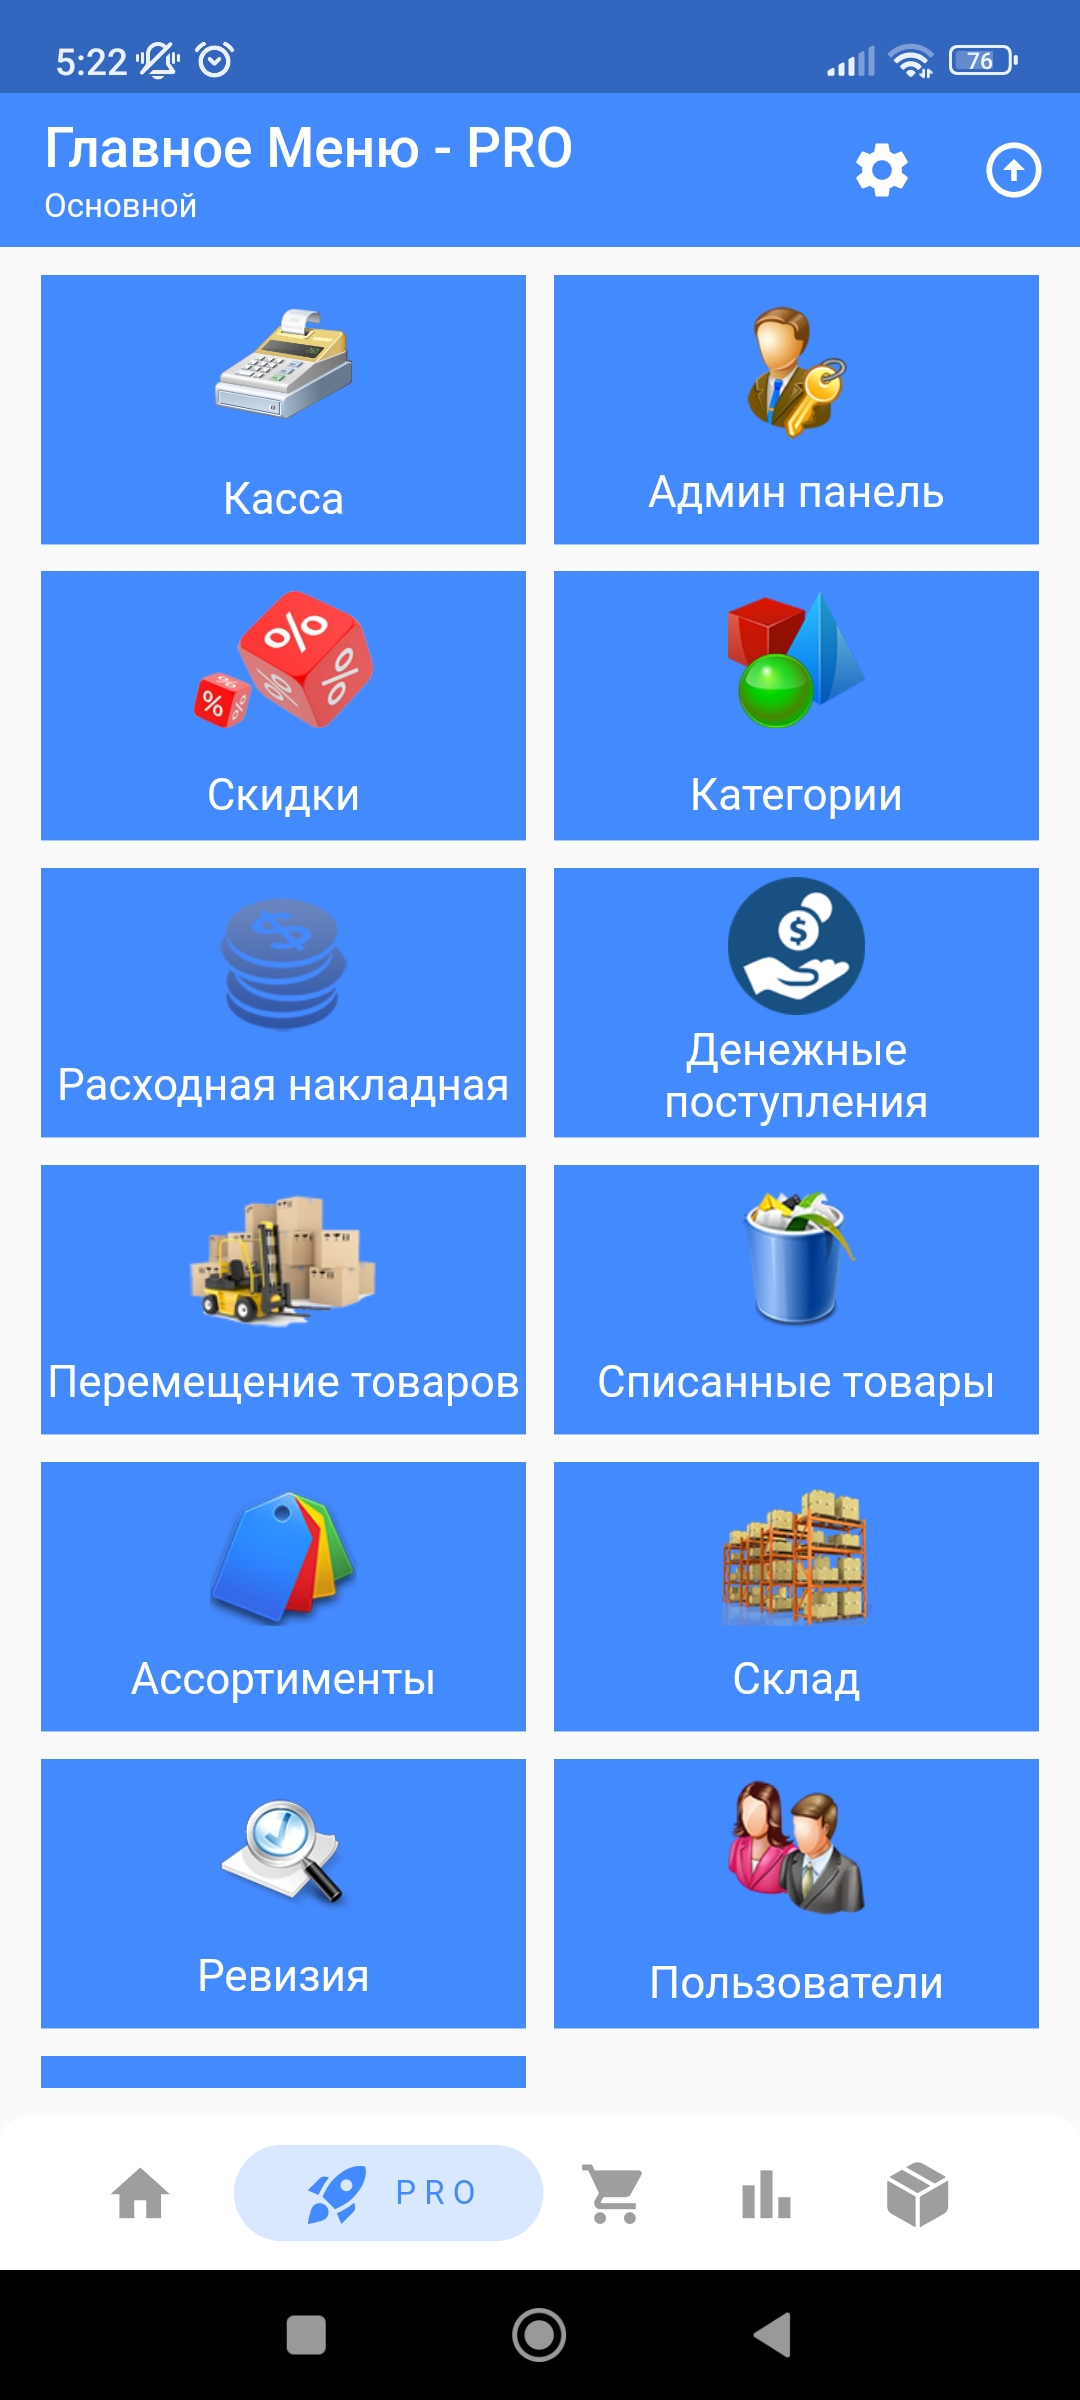 5:22
76
Главное Меню - PRO
Основной
Касса
Админ панель
Скидки
Категории
Расходная накладная
Денежные
поступления
Перемещение товаров
Списанные товары
Ассортименты
Склад
Ревизия
Пользователи
PRO